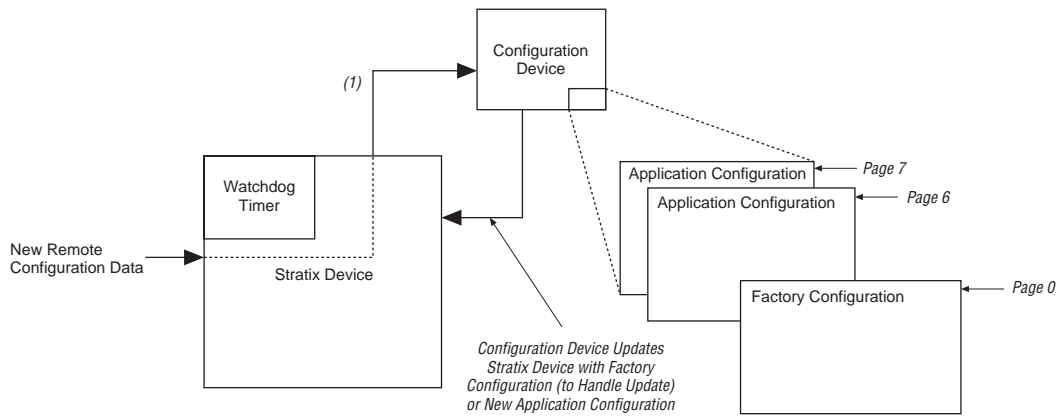 Configuration
Device
(1)
Watchdog
Timer
New Remote
Configuration Data
Stratix Device
Application Configuration
Page 7
Application Configuration
Page 6
Factory Configuration
Page 0
Configuration Device Updates
Stratix Device with Factory
Configuration (to Handle Update)
or New Application Configuration